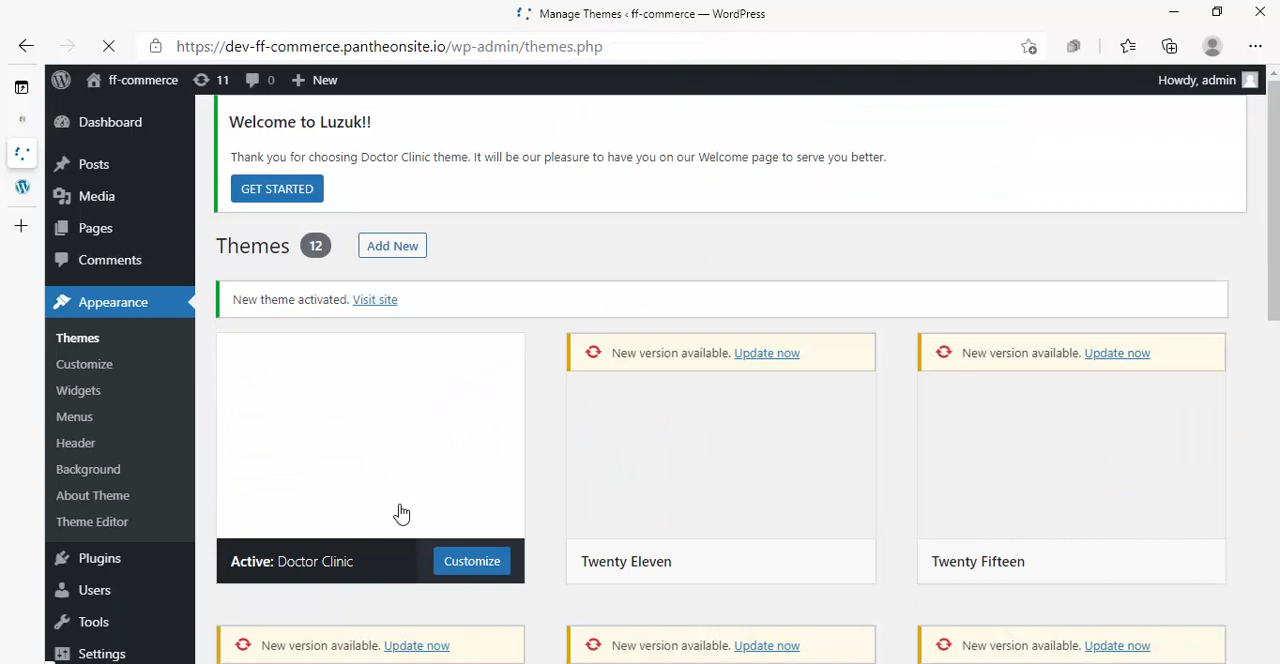 Manage Themes ‹ ff-commerce — WordPress
https://dev-ff-commerce.pantheonsite.io/wp-admin/themes.php
ff-commerce 11 0 New Howdy, admin
Dashboard
Posts
Media
Pages
Comments
Appearance
Themes
Customize
Widgets
Menus
Header
Background
About Theme
Theme Editor
Plugins
Users
Tools
Settings
Welcome to Luzuk!!
Thank you for choosing Doctor Clinic theme. It will be our pleasure to have you on our Welcome page to serve you better.
GET STARTED
Themes 12 Add New
New theme activated. Visit site
New version available. Update now
New version available. Update now
Active: Doctor Clinic Customize
Twenty Eleven
Twenty Fifteen
New version available. Update now
New version available. Update now
New version available. Update now